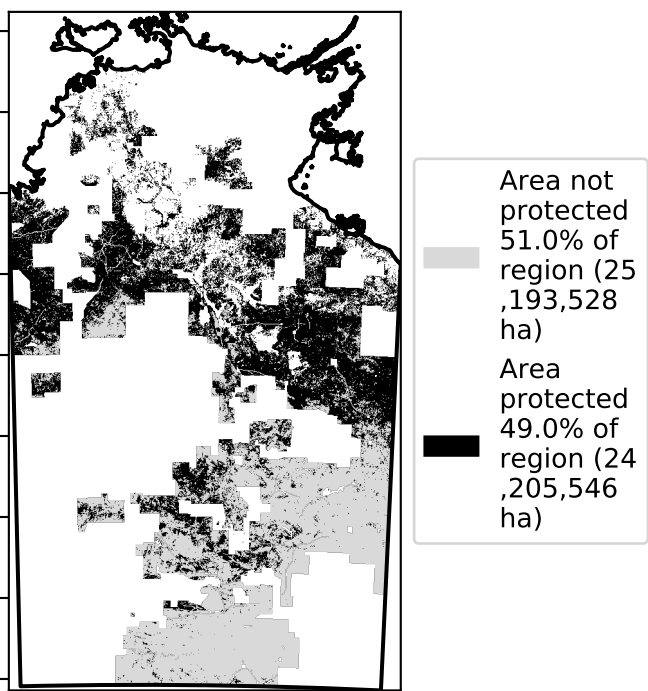 Area not
protected
51.0% of
region (25
,193,528
ha)
Area
protected
49.0% of
region (24
,205,546
ha)